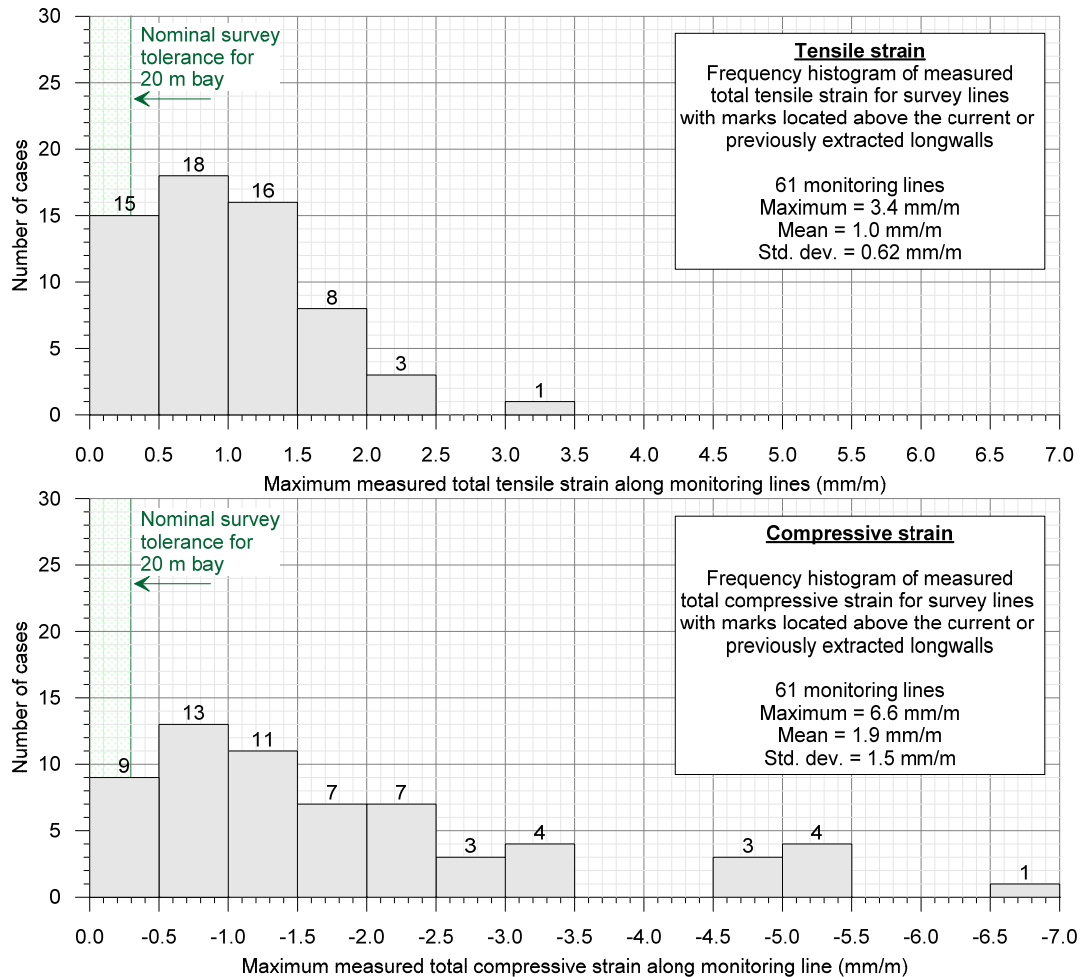 30
25
20
15
10
5
0
Number of cases
Nominal survey
tolerance for
20 m bay
15
18
16
8
3
1
Tensile strain
Frequency histogram of measured
total tensile strain for survey lines
with marks located above the current or
previously extracted longwalls
61 monitoring lines
Maximum = 3.4 mm/m
Mean = 1.0 mm/m
Std. dev. = 0.62 mm/m
0.0 0.5 1.0 1.5 2.0 2.5 3.0 3.5 4.0 4.5 5.0 5.5 6.0 6.5 7.0
Maximum measured total tensile strain along monitoring lines (mm/m)
30
25
20
15
10
5
0
Number of cases
Nominal survey
tolerance for
20 m bay
9
13
11
7
7
3
4
3
4
1
Compressive strain
Frequency histogram of measured
total compressive strain for survey lines
with marks located above the current or
previously extracted longwalls
61 monitoring lines
Maximum = 6.6 mm/m
Mean = 1.9 mm/m
Std. dev. = 1.5 mm/m
0.0 -0.5 -1.0 -1.5 -2.0 -2.5 -3.0 -3.5 -4.0 -4.5 -5.0 -5.5 -6.0 -6.5 -7.0
Maximum measured total compressive strain along monitoring line (mm/m)